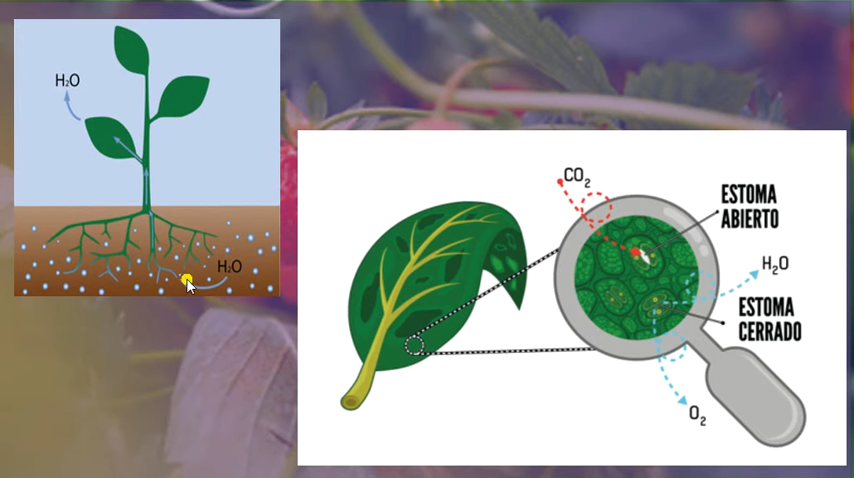 H₂O
H₂O
CO₂
ESTOMA
ABIERTO
H₂O
ESTOMA
CERRADO
O₂